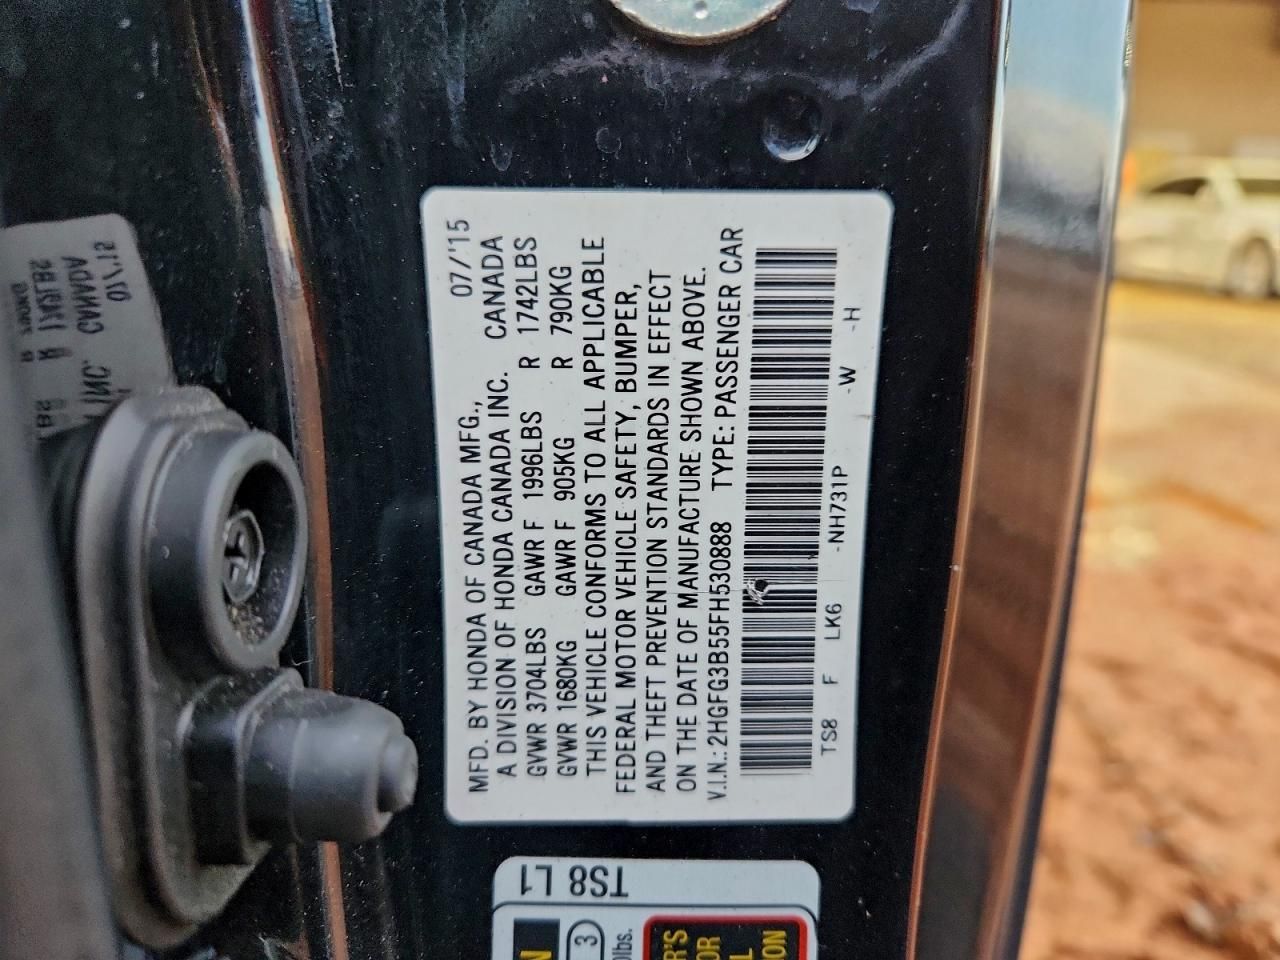 MFD. BY HONDA OF CANADA MFG., 07/'15
A DIVISION OF HONDA CANADA INC. CANADA
GVWR 3704LBS GAWR F 1996LBS R 1742LBS
GVWR 1680KG GAWR F 905KG R 790KG
THIS VEHICLE CONFORMS TO ALL APPLICABLE
FEDERAL MOTOR VEHICLE SAFETY, BUMPER,
AND THEFT PREVENTION STANDARDS IN EFFECT
ON THE DATE OF MANUFACTURE SHOWN ABOVE.
V.I.N.: 2HGFG3B55FH530888 TYPE: PASSENGER CAR
TS8 F LK6 -NH731P -W -H
TS8 L1
3
lbs.